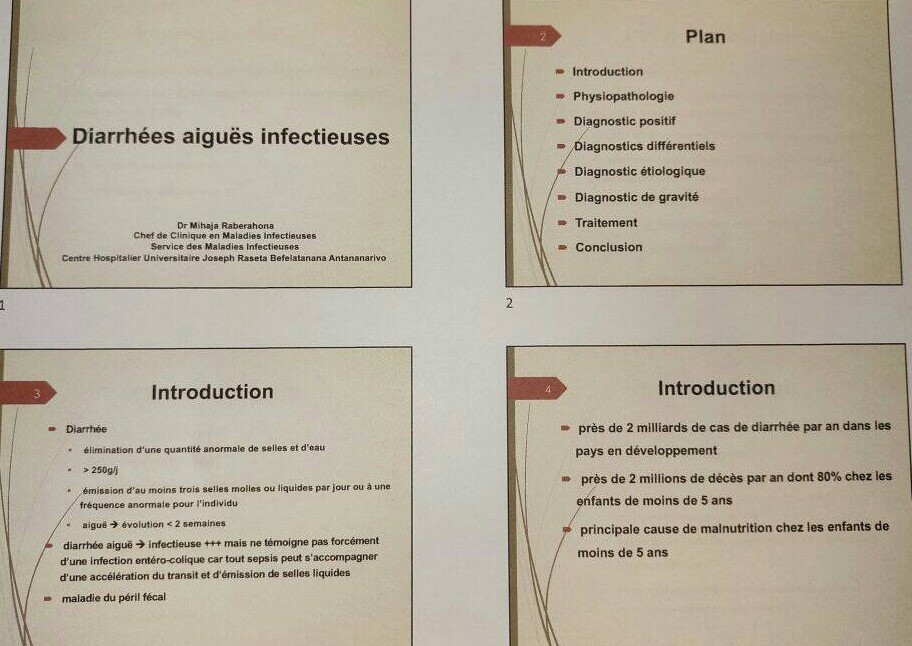 Diarrhées aiguës infectieuses
Dr Mihaja Raberahona
Chef de Clinique en Maladies Infectieuses
Service des Maladies Infectieuses
Centre Hospitalier Universitaire Joseph Raseta Befelatanana Antananarivo
1
2
Plan
Introduction
Physiopathologie
Diagnostic positif
Diagnostics différentiels
Diagnostic étiologique
Diagnostic de gravité
Traitement
Conclusion
2
3
Introduction
Diarrhée
élimination d'une quantité anormale de selles et d'eau
> 250g/j
émission d'au moins trois selles molles ou liquides par jour ou à une
fréquence anormale pour l'individu
aiguë → évolution < 2 semaines
diarrhée aiguë → infectieuse +++ mais ne témoigne pas forcément
d'une infection entéro-colique car tout sepsis peut s'accompagner
d'une accélération du transit et d'émission de selles liquides
maladie du péril fécal
4
Introduction
près de 2 milliards de cas de diarrhée par an dans les
pays en développement
près de 2 millions de décès par an dont 80% chez les
enfants de moins de 5 ans
principale cause de malnutrition chez les enfants de
moins de 5 ans